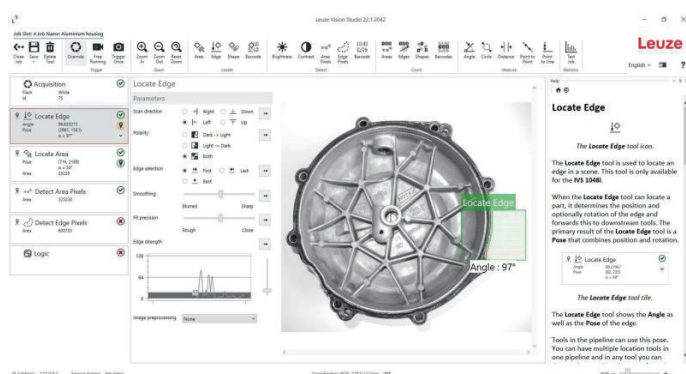 Leuze Vision Studio 22.1.2042
Job Slot: 4 Job Name: Aluminium housing
Close Job
Save
Delete Tool
Override
Free Running
Trigger Once
Zoom In
Zoom Out
Reset Zoom
Area
Edge
Shape
Barcode
Brightness
Contrast
Area Pixels
Edge Pixels
Barcode
Areas
Edges
Shapes
Barcodes
Angle
Circle
Distance
Point to Point
Point to Line
Test Job
Trigger
Zoom
Locate
Detect
Count
Measure
Statistics
Leuze
English
?
Acquisition
Flash White
Id 75
Locate Edge
Pose
α = 97°
Locate Area
Pose
Area 23224
Detect Area Pixels
Area
Detect Edge Pixels
Area
Logic
Locate Edge
Parameters
Scan direction
Right
Down
Left
Up
Polarity
Dark -> Light
Light -> Dark
Both
Edge selection
First
Last
Best
Smoothing
Blurred
Sharp
Fit precision
Rough
Close
Edge strength
128
64
0
Image preprocessing
None
Locate Edge
Angle : 97°
Help
Locate Edge
The Locate Edge tool icon.
The Locate Edge tool is used to locate an
edge in a scene. This tool is only available
for the IVS 1048i.
When the Locate Edge tool can locate a
part, it determines the position and
optionally rotation of the edge and
forwards this to downstream tools. The
primary result of the Locate Edge tool is a
Pose that combines position and rotation.
Locate Edge
Angle
Pose
The Locate Edge tool tile.
The Locate Edge tool shows the Angle as
well as the Pose of the edge.
Tools in the pipeline can use this pose.
You can have multiple location tools in
one pipeline and in any tool you can